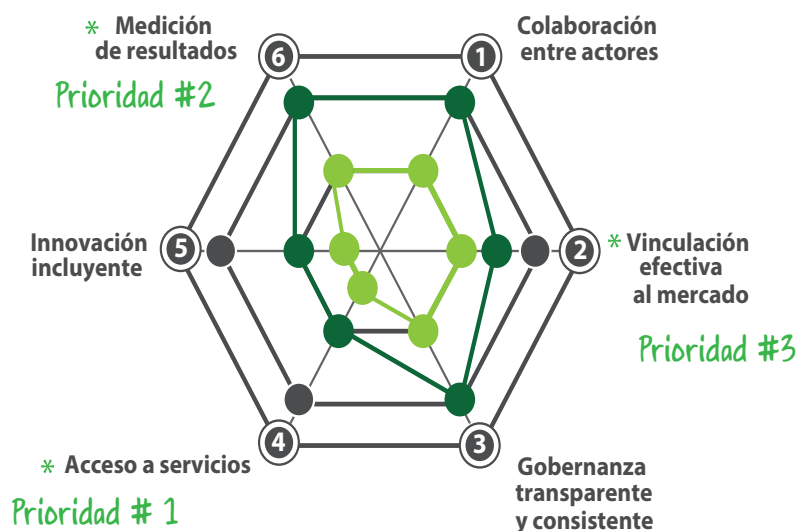 * Medición
de resultados
Prioridad #2
6
1
Colaboración
entre actores
Innovación
incluyente
5
2
* Vinculación
efectiva
al mercado
Prioridad #3
* Acceso a servicios
Prioridad # 1
4
3
Gobernanza
transparente
y consistente